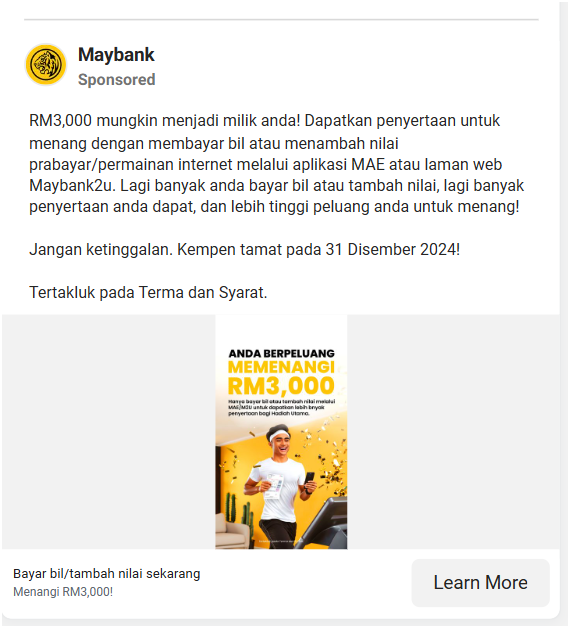 Maybank
Sponsored
RM3,000 mungkin menjadi milik anda! Dapatkan penyertaan untuk
menang dengan membayar bil atau menambah nilai
prabayar/permainan internet melalui aplikasi MAE atau laman web
Maybank2u. Lagi banyak anda bayar bil atau tambah nilai, lagi banyak
penyertaan anda dapat, dan lebih tinggi peluang anda untuk menang!
Jangan ketinggalan. Kempen tamat pada 31 Disember 2024!
Tertakluk pada Terma dan Syarat.
ANDA BERPELUANG
MEMENANGI
RM3,000
Hanya bayar bil atau tambah nilai melalui
MAE/M2U untuk dapatkan lebih bnyak
penyertaan bagi Hadiah Utama.
Bayar bil/tambah nilai sekarang
Menangi RM3,000!
Learn More